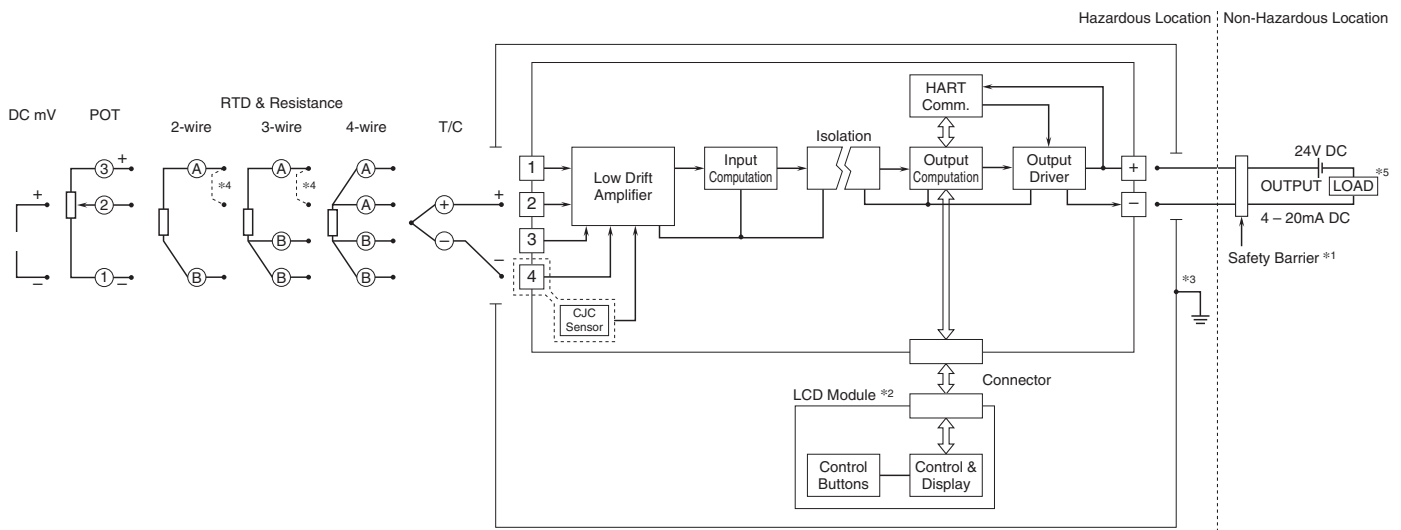 Hazardous Location
Non-Hazardous Location
DC mV
POT
RTD & Resistance
2-wire
3-wire
4-wire
T/C
+
–
3
+
2
1
–
A
*4
B
A
*4
B
B
A
A
B
B
+
–
+
–
1
2
3
4
CJC
Sensor
Low Drift
Amplifier
Input
Computation
Isolation
HART
Comm.
Output
Computation
Output
Driver
+
–
24V DC
*5
OUTPUT
LOAD
4 – 20mA DC
Safety Barrier *1
*3
Connector
LCD Module *2
Control
Buttons
Control &
Display